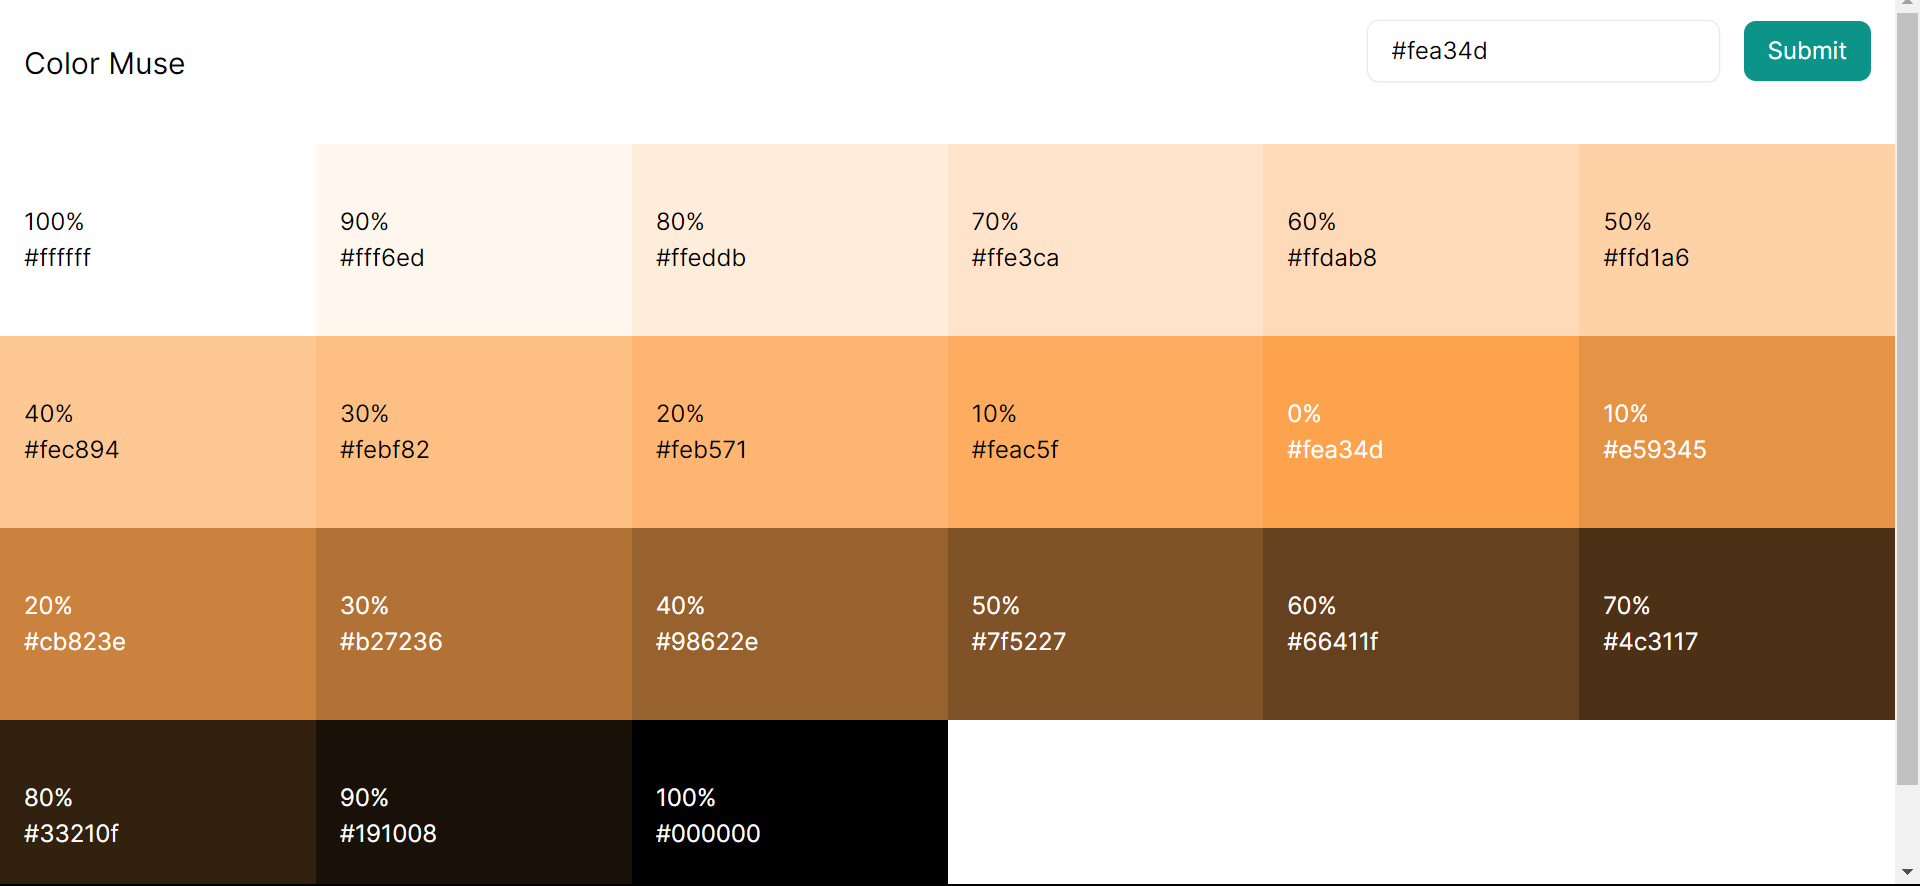 Color Muse
#fea34d
Submit
100%
#ffffff
90%
#fff6ed
80%
#ffeddb
70%
#ffe3ca
60%
#ffdab8
50%
#ffd1a6
40%
#fec894
30%
#febf82
20%
#feb571
10%
#feac5f
0%
#fea34d
10%
#e59345
20%
#cb823e
30%
#b27236
40%
#98622e
50%
#7f5227
60%
#66411f
70%
#4c3117
80%
#33210f
90%
#191008
100%
#000000